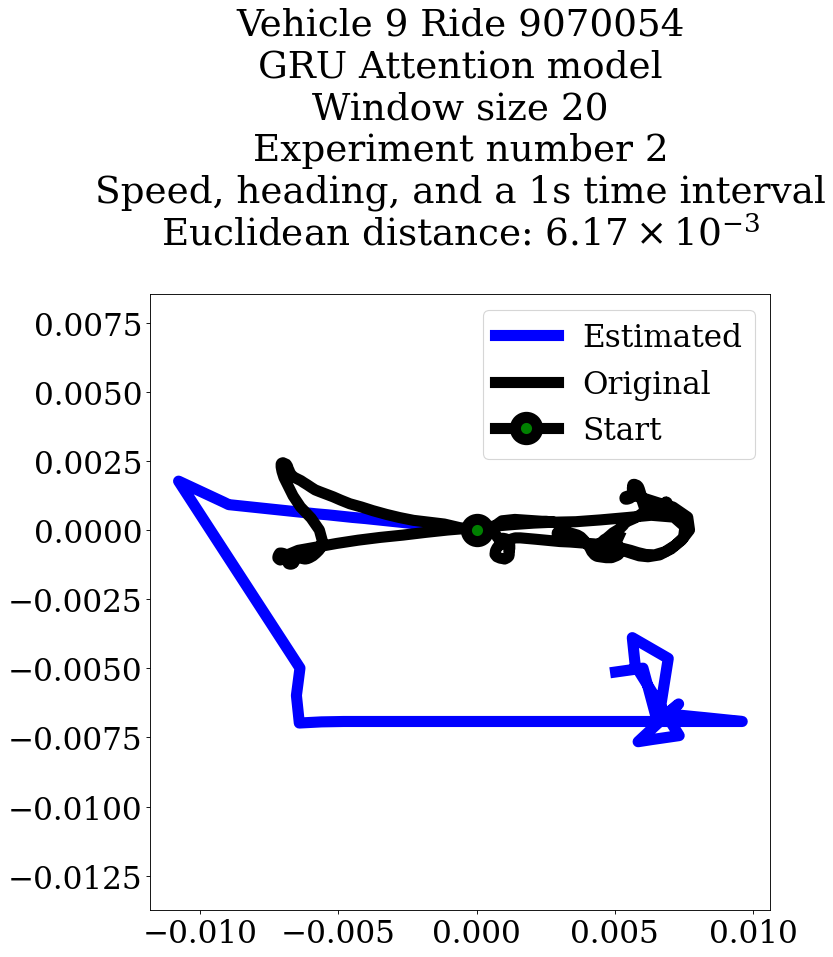 Vehicle 9 Ride 9070054
GRU Attention model
Window size 20
Experiment number 2
Speed, heading, and a 1s time interval
Euclidean distance: 6.17 × 10⁻³
Estimated
Original
Start
0.0075
0.0050
0.0025
0.0000
−0.0025
−0.0050
−0.0075
−0.0100
−0.0125
−0.010 −0.005 0.000 0.005 0.010